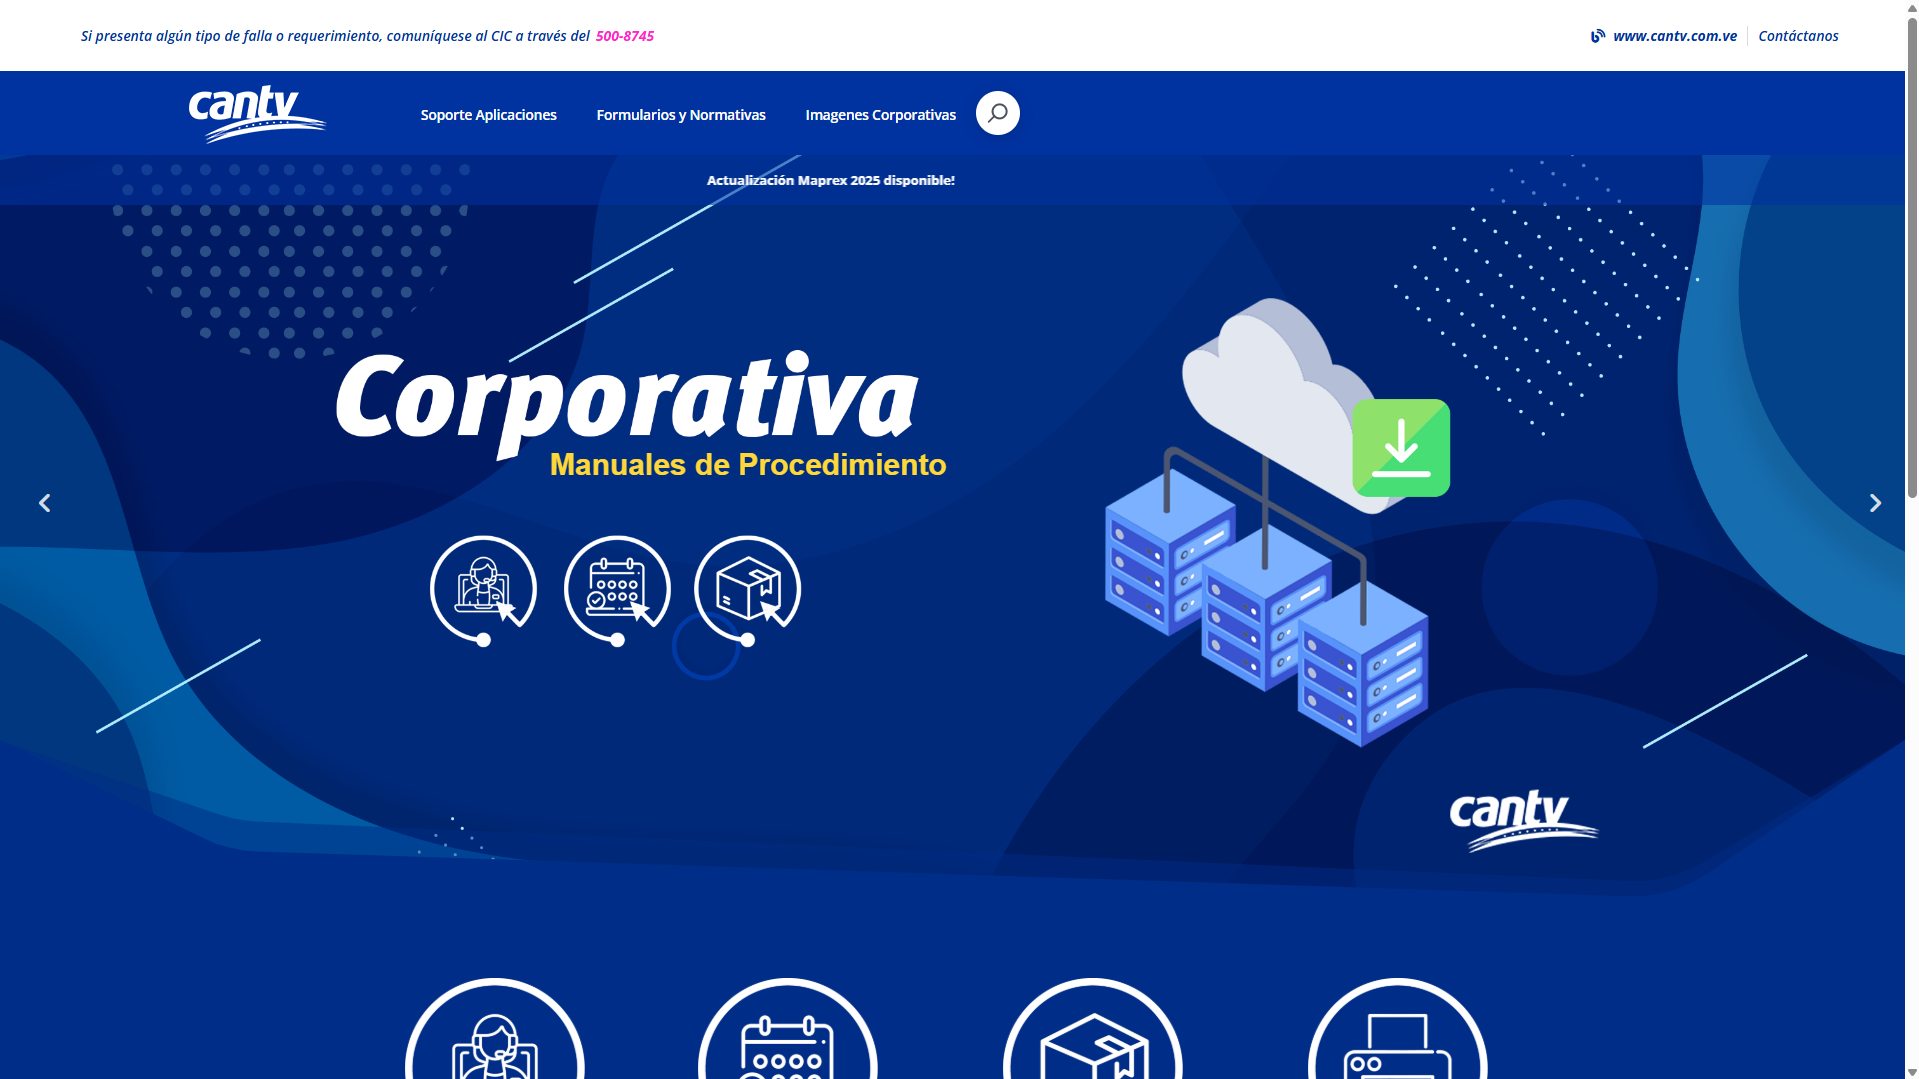 Si presenta algún tipo de falla o requerimiento, comuníquese al CIC a través del 500-8745
www.cantv.com.ve
Contáctanos
cantv
Soporte Aplicaciones
Formularios y Normativas
Imagenes Corporativas
Actualización Maprex 2025 disponible!
Corporativa
Manuales de Procedimiento
cantv